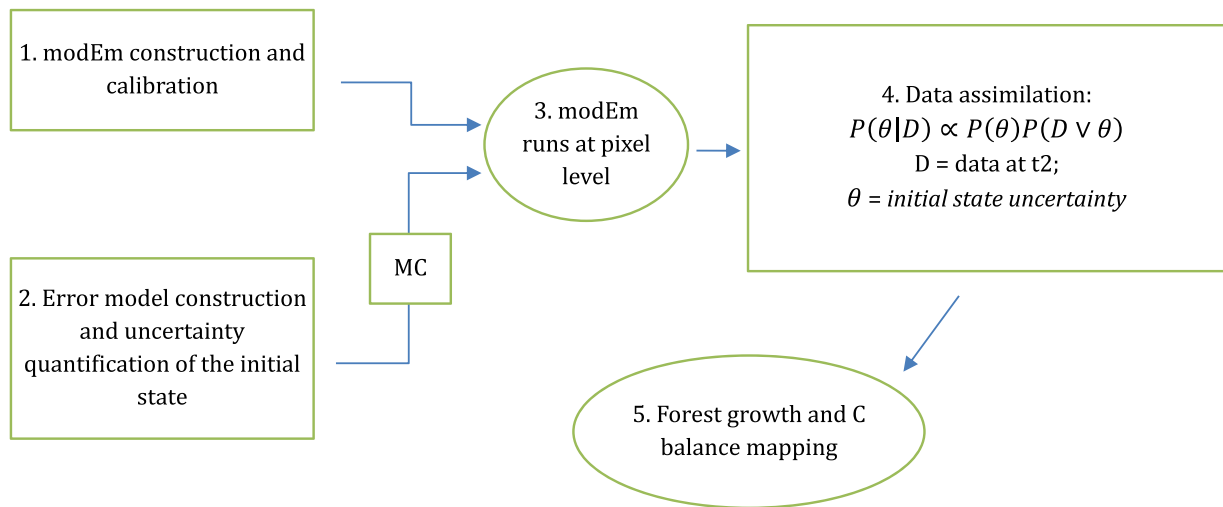 1. modEm construction and
calibration
2. Error model construction
and uncertainty
quantification of the initial
state
MC
3. modEm
runs at pixel
level
4. Data assimilation:
P(θ|D) ∝ P(θ)P(D ∨ θ)
D = data at t2;
θ = initial state uncertainty
5. Forest growth and C
balance mapping